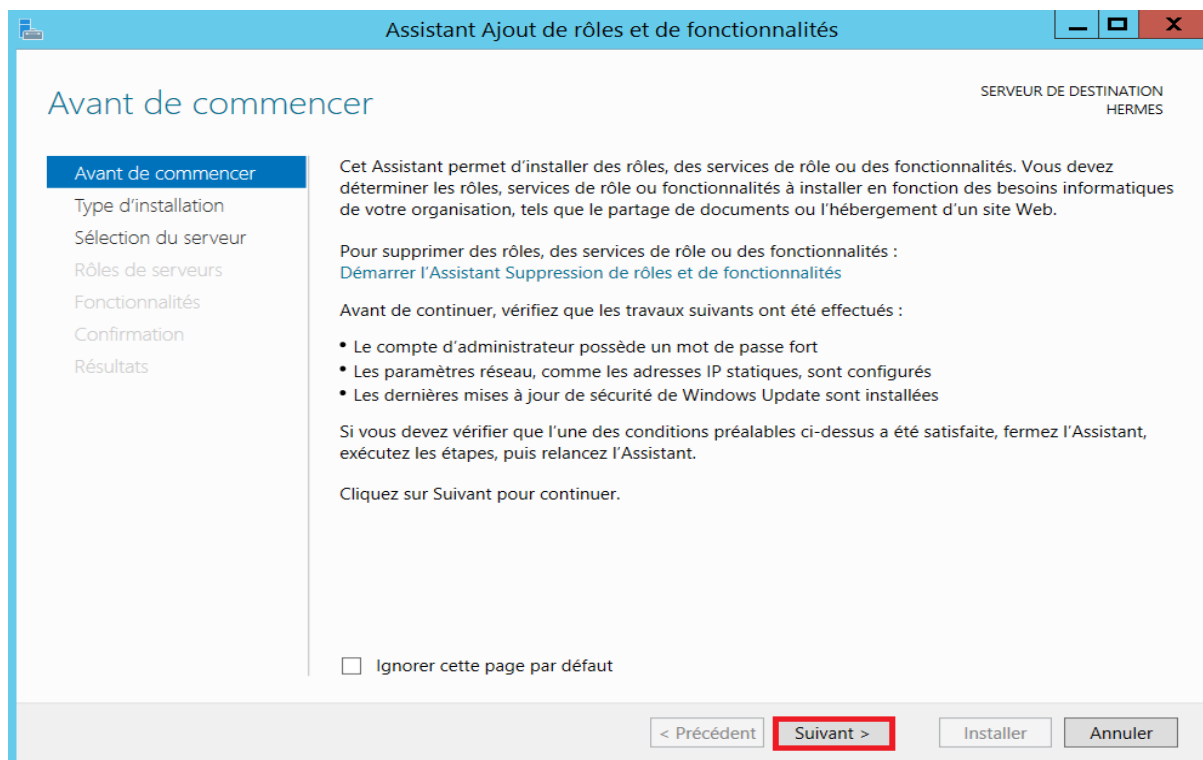 Assistant Ajout de rôles et de fonctionnalités
Avant de commencer
SERVEUR DE DESTINATION
HERMES
Avant de commencer
Type d’installation
Sélection du serveur
Rôles de serveurs
Fonctionnalités
Confirmation
Résultats
Cet Assistant permet d’installer des rôles, des services de rôle ou des fonctionnalités. Vous devez
déterminer les rôles, services de rôle ou fonctionnalités à installer en fonction des besoins informatiques
de votre organisation, tels que le partage de documents ou l’hébergement d’un site Web.
Pour supprimer des rôles, des services de rôle ou des fonctionnalités :
Démarrer l’Assistant Suppression de rôles et de fonctionnalités
Avant de continuer, vérifiez que les travaux suivants ont été effectués :
• Le compte d’administrateur possède un mot de passe fort
• Les paramètres réseau, comme les adresses IP statiques, sont configurés
• Les dernières mises à jour de sécurité de Windows Update sont installées
Si vous devez vérifier que l’une des conditions préalables ci-dessus a été satisfaite, fermez l’Assistant,
exécutez les étapes, puis relancez l’Assistant.
Cliquez sur Suivant pour continuer.
Ignorer cette page par défaut
< Précédent
Suivant >
Installer
Annuler